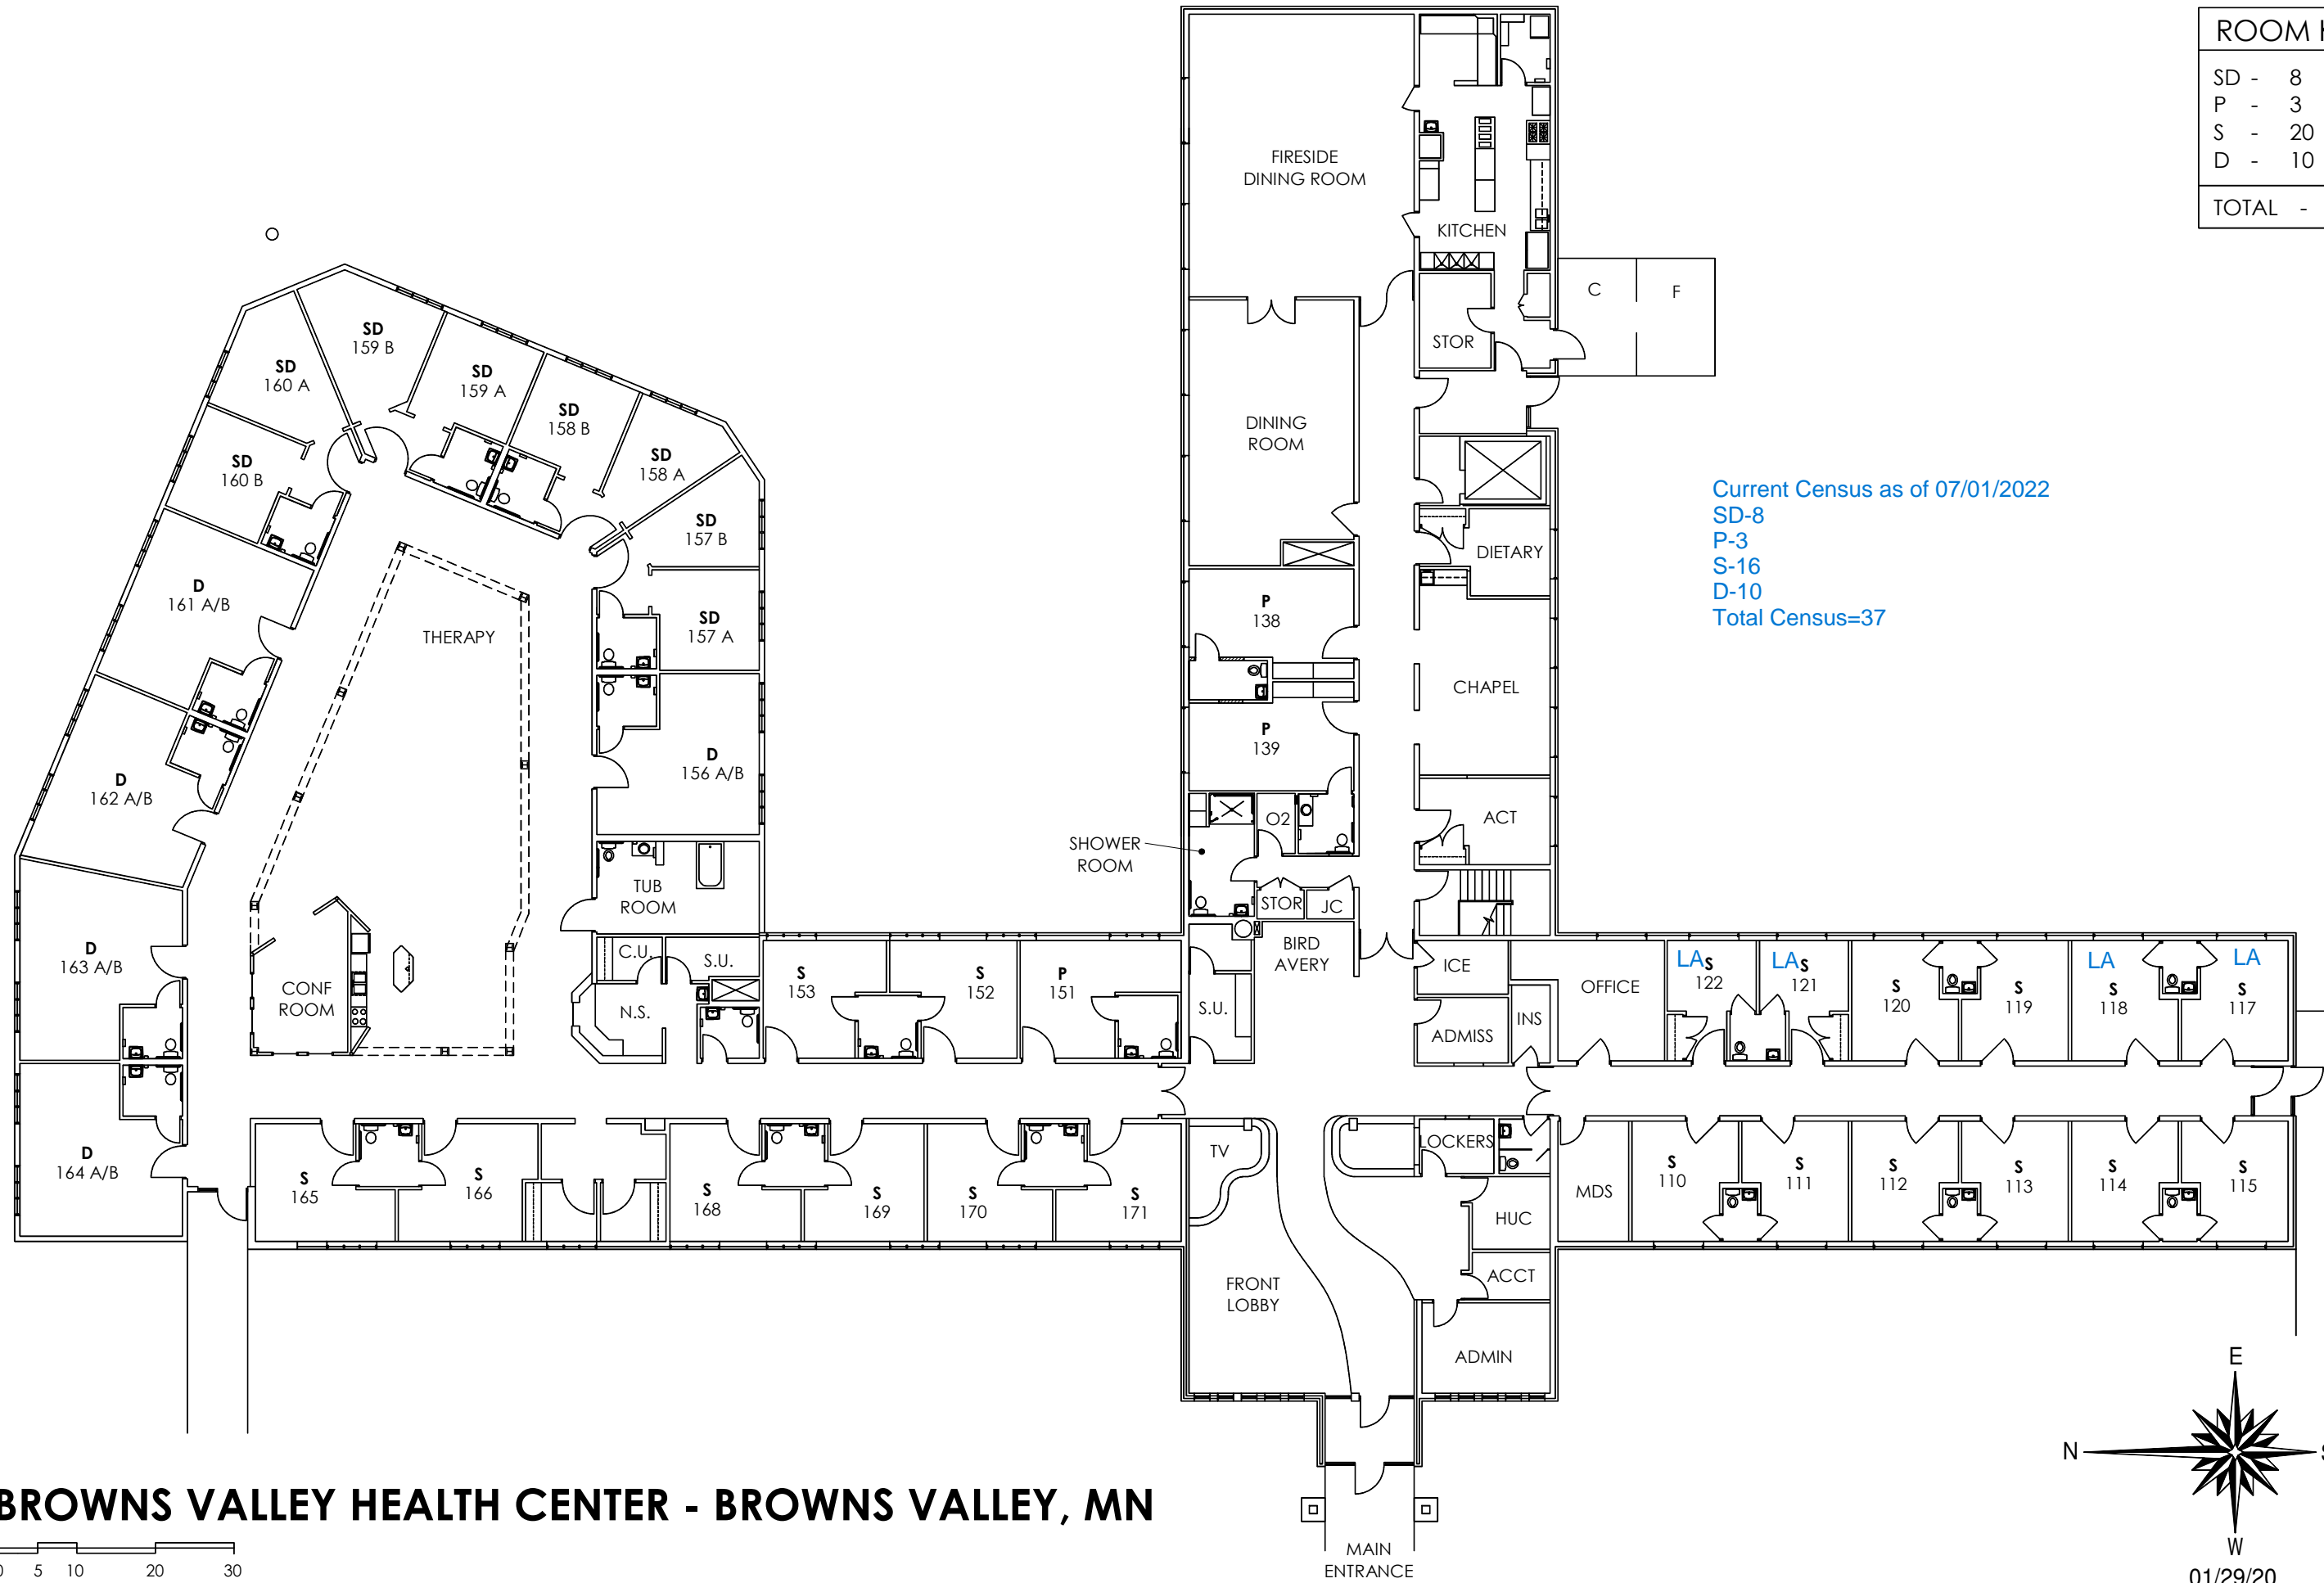 ROOM
SD - 8
P - 3
S - 20
D - 10
TOTAL -
FIRESIDE
DINING ROOM
KITCHEN
C
F
STOR
SD
159 B
SD
160 A
SD
159 A
SD
158 B
SD
158 A
SD
160 B
SD
157 B
SD
157 A
DINING
ROOM
Current Census as of 07/01/2022
SD-8
P-3
S-16
D-10
Total Census=37
DIETARY
D
161 A/B
THERAPY
P
138
CHAPEL
P
139
D
156 A/B
D
162 A/B
ACT
O2
SHOWER
ROOM
TUB
ROOM
STOR
JC
D
163 A/B
CONF
ROOM
C.U.
S.U.
N.S.
S
153
S
152
P
151
BIRD
AVERY
S.U.
ICE
ADMISS
INS
OFFICE
LA S
122
LA S
121
S
120
S
119
LA
S
118
LA
S
117
D
164 A/B
S
165
S
166
S
168
S
169
S
170
S
171
TV
LOCKERS
MDS
S
110
S
111
S
112
S
113
S
114
S
115
HUC
ACCT
FRONT
LOBBY
ADMIN
E
N
W
01/29/20
BROWNS VALLEY HEALTH CENTER - BROWNS VALLEY, MN
5 10 20 30
MAIN
ENTRANCE